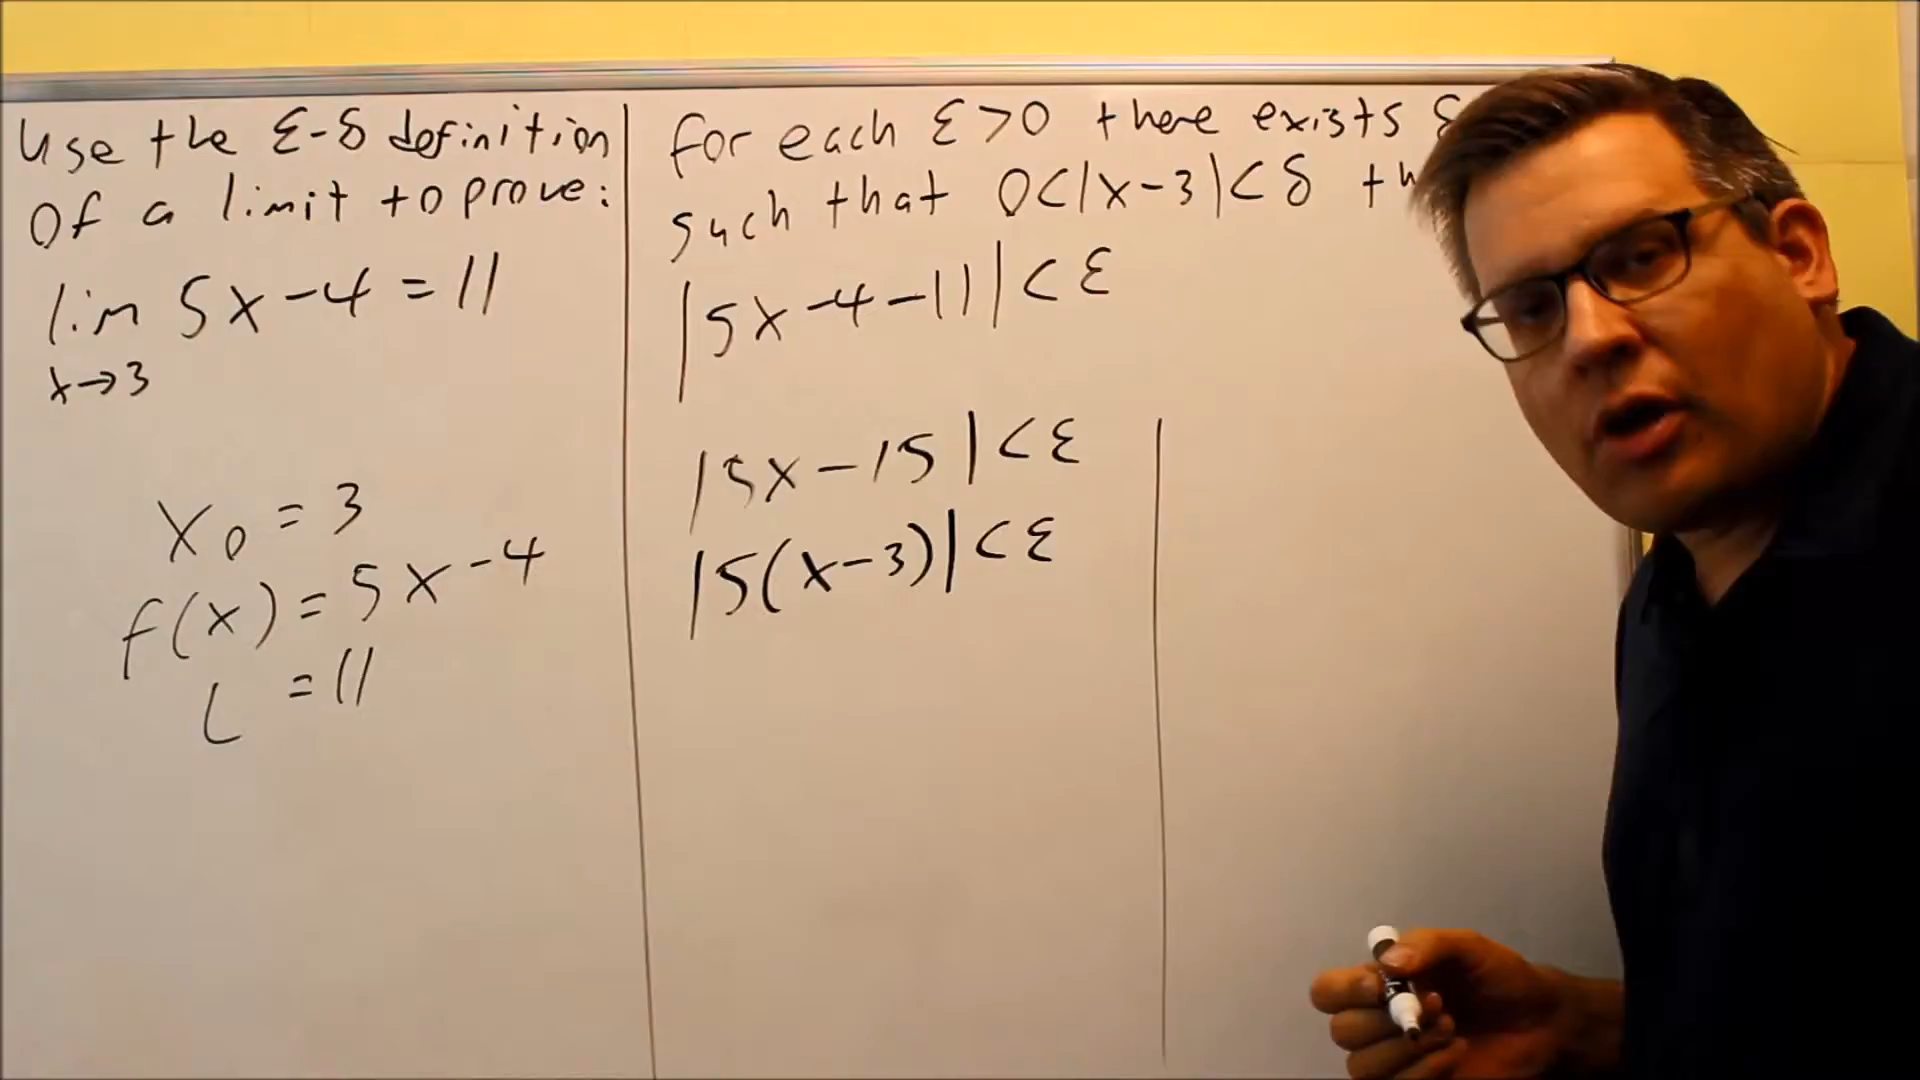 Use the ε-δ definition
of a limit to prove:
lim 5x-4 = 11
x→3
x₀ = 3
f(x) = 5x-4
L = 11
for each ε>0 there exists δ
such that 0<|x-3|<δ
|5x-4-11|<ε
|5x-15|<ε
|5(x-3)|<ε